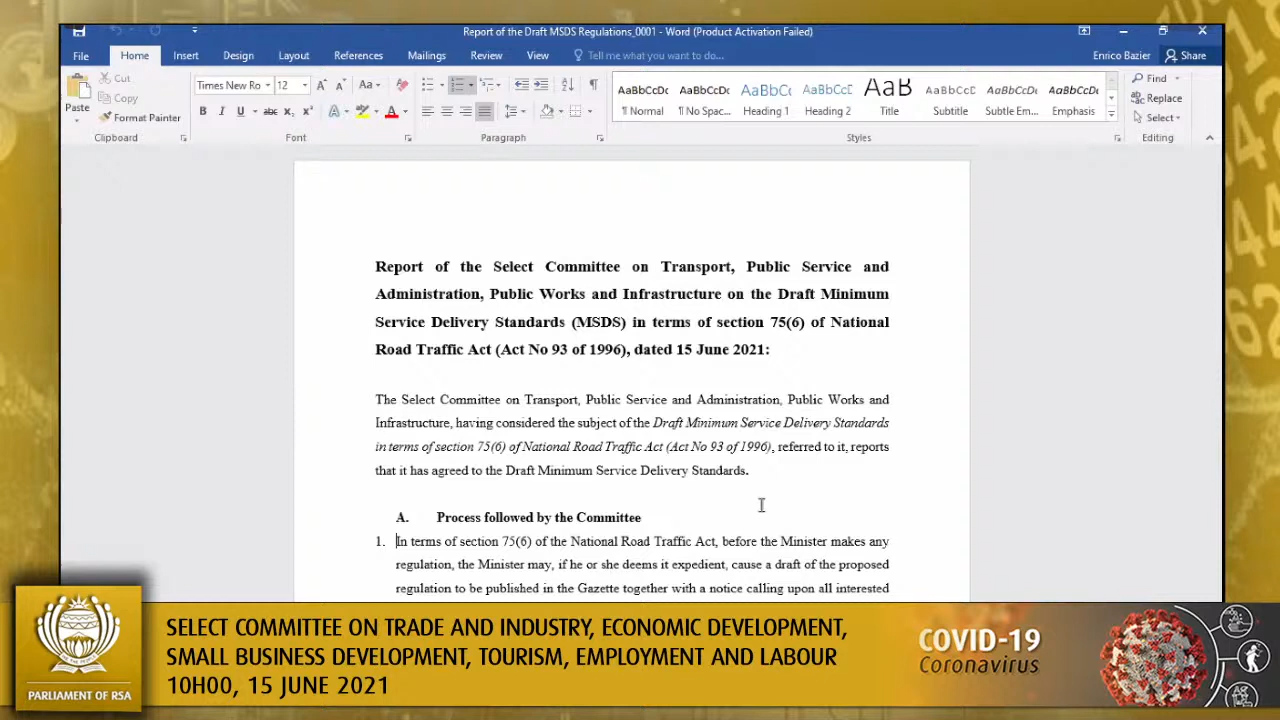 Report of the Draft MSDS Regulations_0001 - Word (Product Activation Failed)
File Home Insert Design Layout References Mailings Review View Tell me what you want to do... Enrico Bazier Share
Cut
Copy
Paste
Format Painter
Clipboard
Times New Ro 12
Font
Paragraph
AaBbCcDc AaBbCcDc AaBbCc AaBbCcD AaB AaBbCcD AaBbCcDc AaBbCcDc
¶ Normal ¶ No Spac... Heading 1 Heading 2 Title Subtitle Subtle Em... Emphasis
Styles
Find
Replace
Select
Editing
Report of the Select Committee on Transport, Public Service and
Administration, Public Works and Infrastructure on the Draft Minimum
Service Delivery Standards (MSDS) in terms of section 75(6) of National
Road Traffic Act (Act No 93 of 1996), dated 15 June 2021:
The Select Committee on Transport, Public Service and Administration, Public Works and
Infrastructure, having considered the subject of the Draft Minimum Service Delivery Standards
in terms of section 75(6) of National Road Traffic Act (Act No 93 of 1996), referred to it, reports
that it has agreed to the Draft Minimum Service Delivery Standards.
A. Process followed by the Committee
1. In terms of section 75(6) of the National Road Traffic Act, before the Minister makes any
regulation, the Minister may, if he or she deems it expedient, cause a draft of the proposed
regulation to be published in the Gazette together with a notice calling upon all interested
PARLIAMENT OF RSA
SELECT COMMITTEE ON TRADE AND INDUSTRY, ECONOMIC DEVELOPMENT,
SMALL BUSINESS DEVELOPMENT, TOURISM, EMPLOYMENT AND LABOUR
10H00, 15 JUNE 2021
COVID-19
Coronavirus